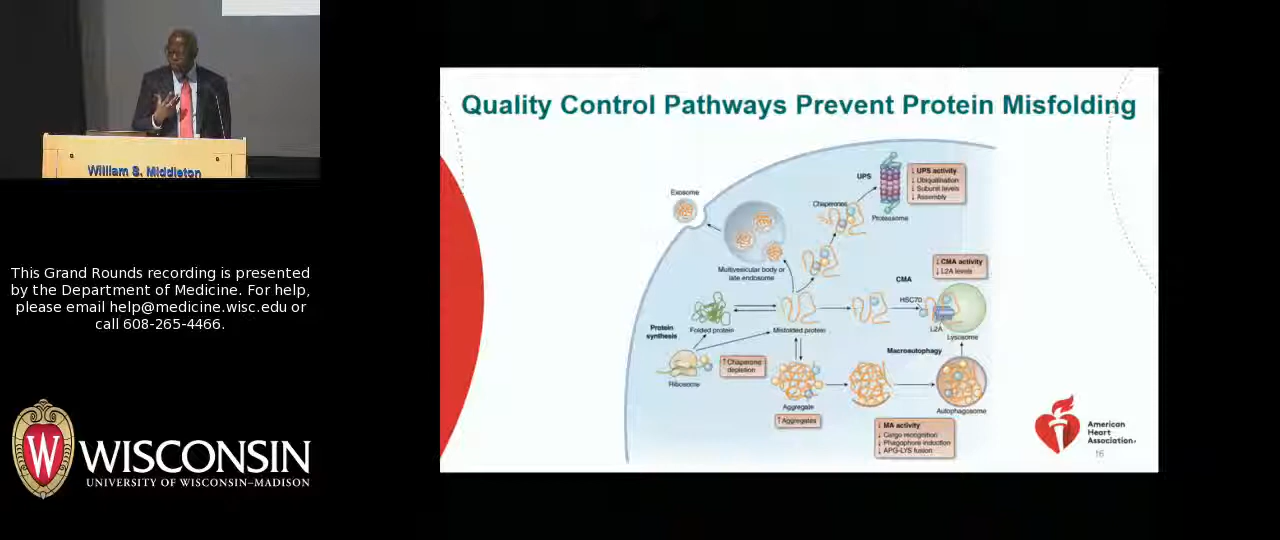 William S. Middleton
This Grand Rounds recording is presented
by the Department of Medicine. For help,
please email help@medicine.wisc.edu or
call 608-265-4466.
W
WISCONSIN
UNIVERSITY OF WISCONSIN–MADISON
Quality Control Pathways Prevent Protein Misfolding
Exosome
Multivesicular body or
late endosome
Chaperones
UPS
Proteasome
↓ UPS activity
↓ Ubiquitination
↓ Subunit levels
↓ Assembly
CMA
↓ CMA activity
↓ L2A levels
HSC70
L2A
Lysosome
Protein
synthesis
Folded protein
Misfolded protein
Ribosome
↑ Chaperone
depletion
Macroautophagy
Aggregate
↑ Aggregates
Autophagosome
↓ MA activity
↓ Cargo recognition
↓ Phagophore induction
↓ APG-LYS fusion
American
Heart
Association.
16